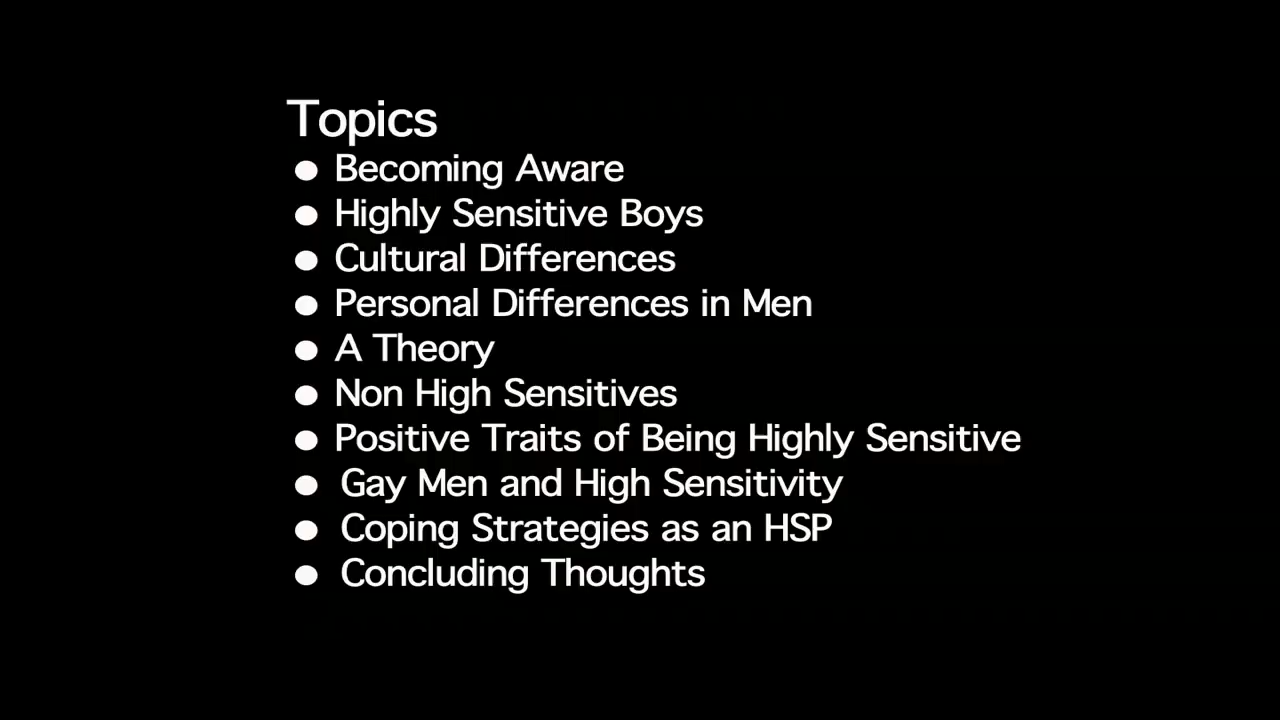 Topics
● Becoming Aware
● Highly Sensitive Boys
● Cultural Differences
● Personal Differences in Men
● A Theory
● Non High Sensitives
● Positive Traits of Being Highly Sensitive
● Gay Men and High Sensitivity
● Coping Strategies as an HSP
● Concluding Thoughts